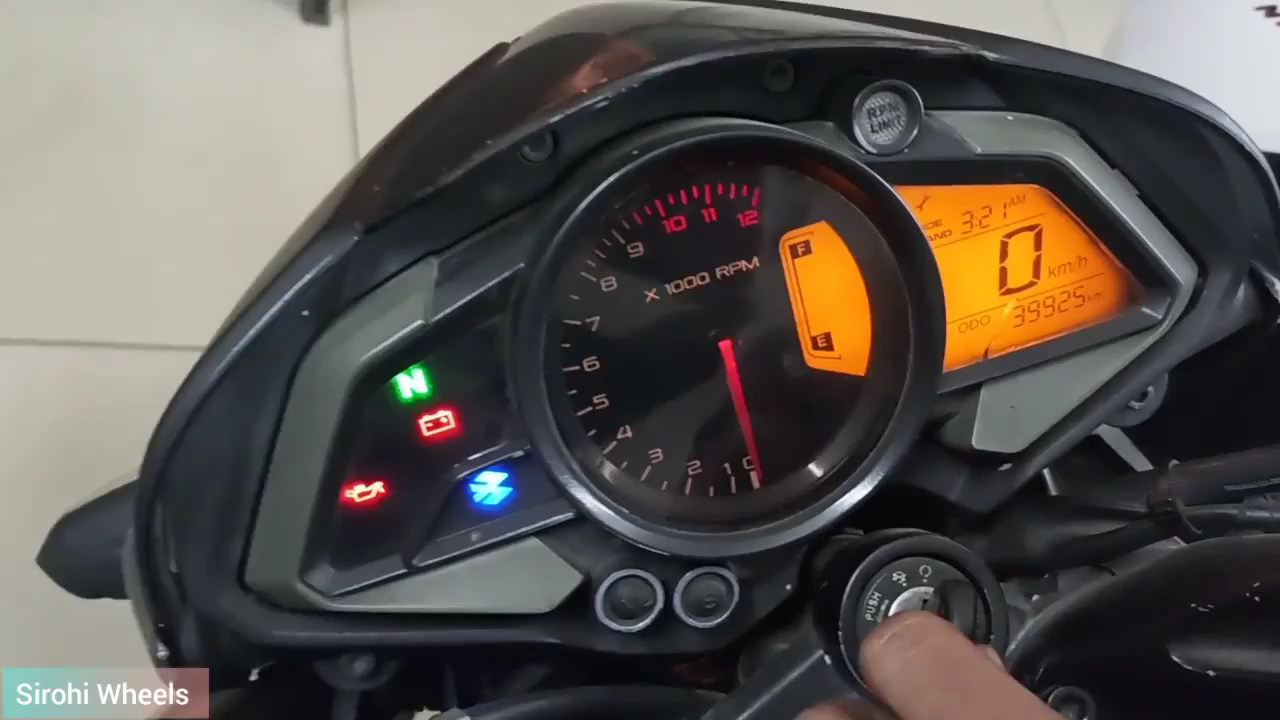 RPM
LIMIT
12
11
10
9
8
7
6
5
4
3
2
1
0
X 1000 RPM
F
E
3:21 AM
0 km/h
ODO 39925 km
N
PUSH
Sirohi Wheels